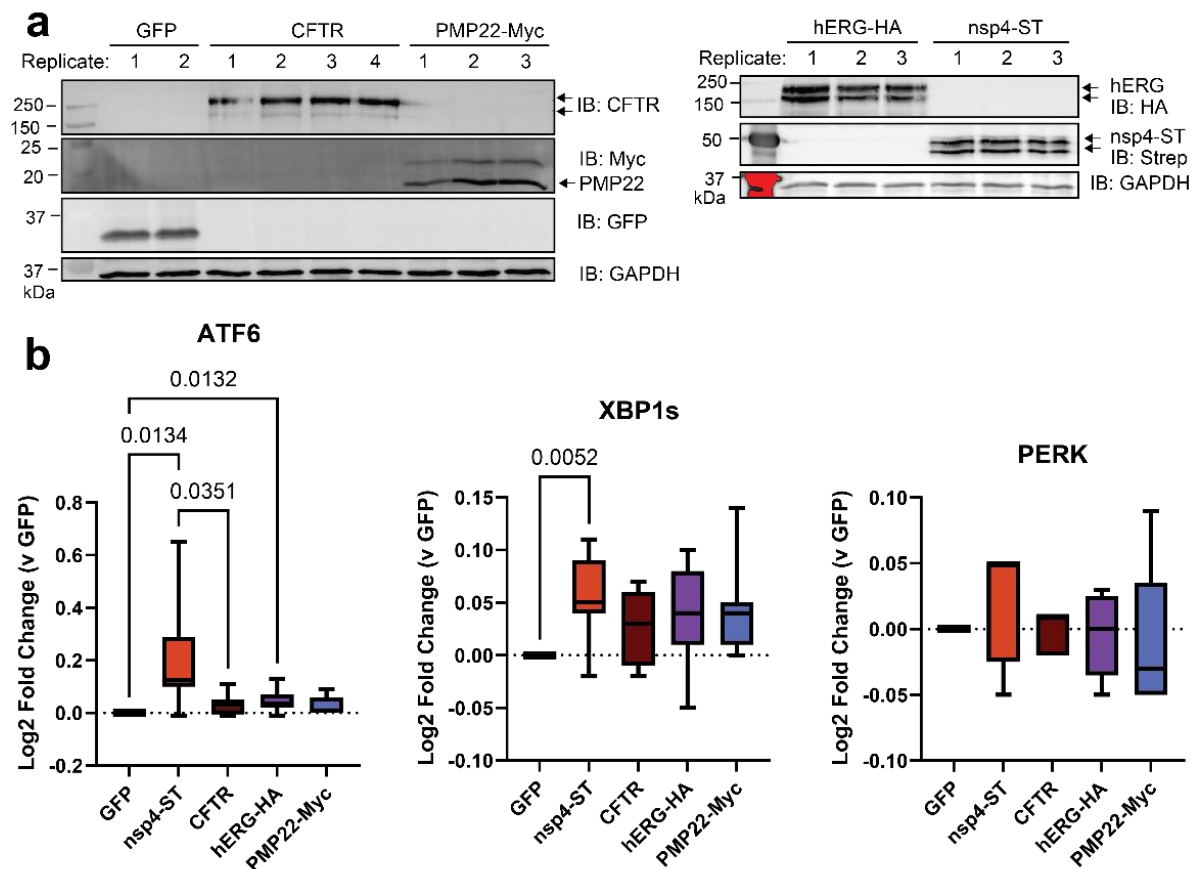 a
GFP CFTR PMP22-Myc
Replicate: 1 2 1 2 3 4 1 2 3
250
150
IB: CFTR
25
20
IB: Myc
PMP22
37
IB: GFP
37
kDa
IB: GAPDH
hERG-HA nsp4-ST
Replicate: 1 2 3 1 2 3
250
150
hERG
IB: HA
50
nsp4-ST
IB: Strep
37
kDa
IB: GAPDH
b
ATF6
0.0132
0.0134
0.0351
Log2 Fold Change (v GFP)
0.8
0.6
0.4
0.2
0.0
-0.2
GFP
nsp4-ST
CFTR
hERG-HA
PMP22-Myc
XBP1s
0.0052
Log2 Fold Change (v GFP)
0.15
0.10
0.05
0.00
-0.05
-0.10
GFP
nsp4-ST
CFTR
hERG-HA
PMP22-Myc
PERK
Log2 Fold Change (v GFP)
0.10
0.05
0.00
-0.05
-0.10
GFP
nsp4-ST
CFTR
hERG-HA
PMP22-Myc